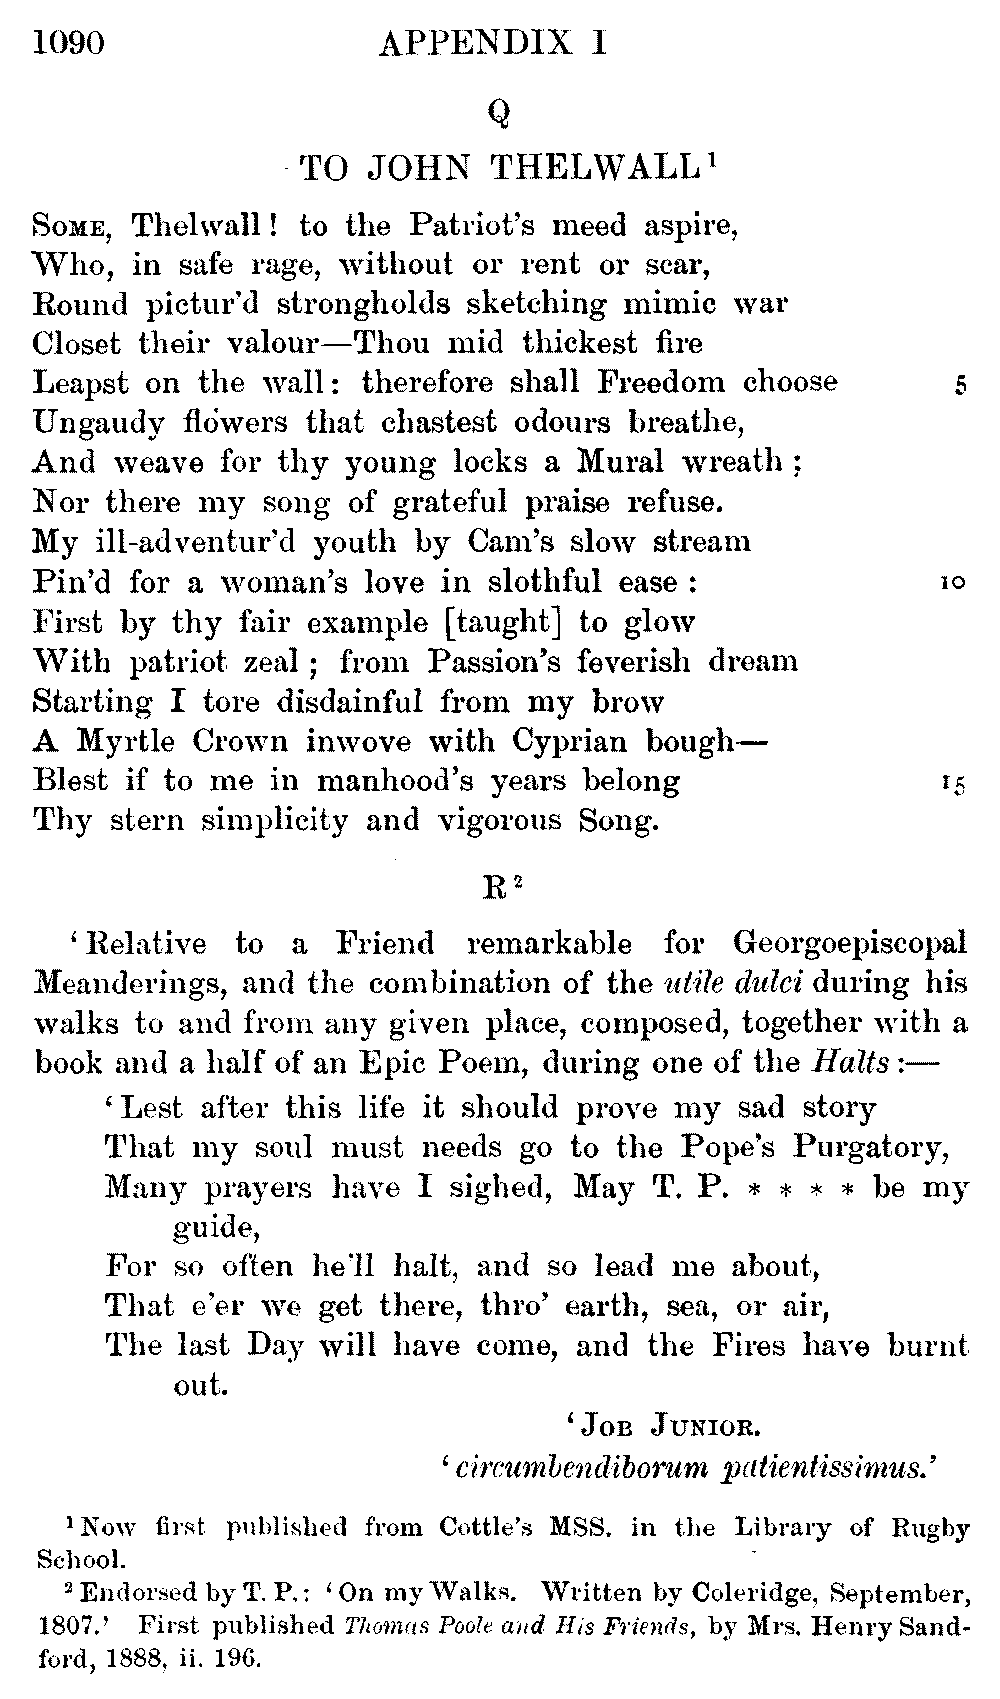 1090 APPENDIX I
Q
TO JOHN THELWALL¹
SOME, Thelwall! to the Patriot's meed aspire,
Who, in safe rage, without or rent or scar,
Round pictur'd strongholds sketching mimic war
Closet their valour—Thou mid thickest fire
Leapst on the wall: therefore shall Freedom choose 5
Ungaudy flowers that chastest odours breathe,
And weave for thy young locks a Mural wreath;
Nor there my song of grateful praise refuse.
My ill-adventur'd youth by Cam's slow stream
Pin'd for a woman's love in slothful ease: 10
First by thy fair example [taught] to glow
With patriot zeal; from Passion's feverish dream
Starting I tore disdainful from my brow
A Myrtle Crown inwove with Cyprian bough—
Blest if to me in manhood's years belong 15
Thy stern simplicity and vigorous Song.
R²
'Relative to a Friend remarkable for Georgoepiscopal
Meanderings, and the combination of the utile dulci during his
walks to and from any given place, composed, together with a
book and a half of an Epic Poem, during one of the Halts:—
'Lest after this life it should prove my sad story
That my soul must needs go to the Pope's Purgatory,
Many prayers have I sighed, May T. P. * * * * be my
guide,
For so often he'll halt, and so lead me about,
That e'er we get there, thro' earth, sea, or air,
The last Day will have come, and the Fires have burnt
out.
'JOB JUNIOR.
'circumbendiborum patientissimus.'
¹ Now first published from Cottle's MSS. in the Library of Rugby
School.
² Endorsed by T. P.: 'On my Walks. Written by Coleridge, September,
1807.' First published Thomas Poole and His Friends, by Mrs. Henry Sand-
ford, 1888, ii. 196.